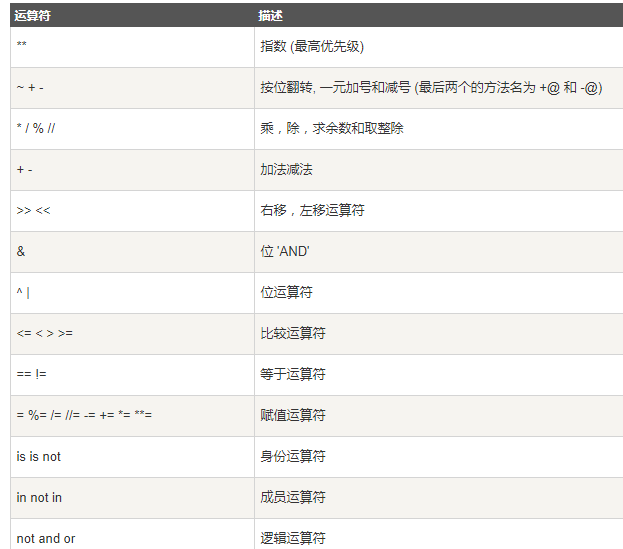 运算符 描述
** 指数 (最高优先级)
~ + - 按位翻转, 一元加号和减号 (最后两个的方法名为 +@ 和 -@)
* / % // 乘，除，求余数和取整除
+ - 加法减法
>> << 右移，左移运算符
& 位 'AND'
^ | 位运算符
<= < > >= 比较运算符
== != 等于运算符
= %= /= //= -= += *= **= 赋值运算符
is is not 身份运算符
in not in 成员运算符
not and or 逻辑运算符